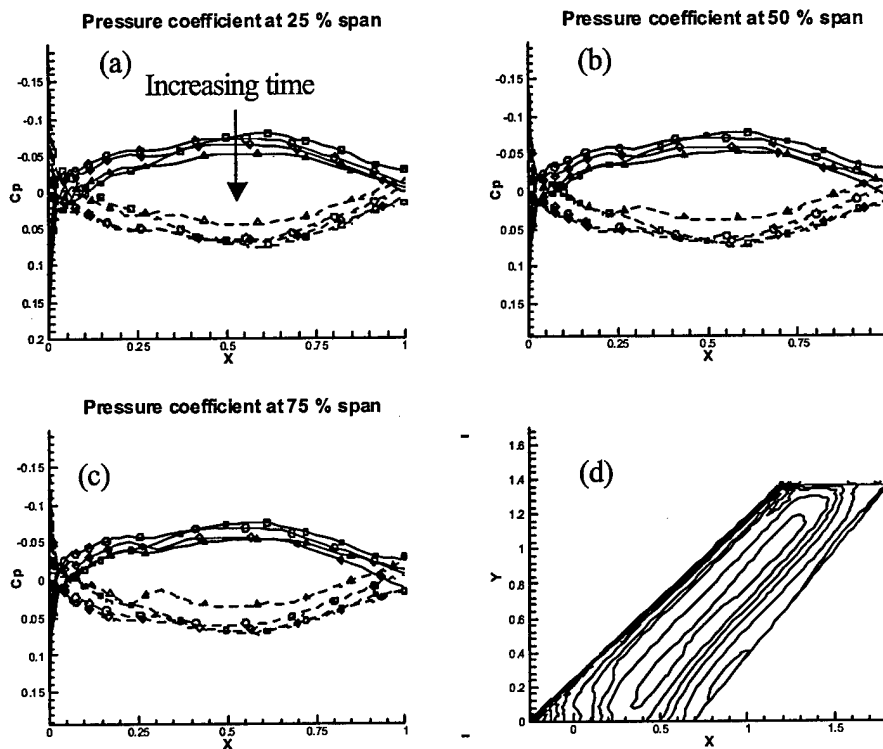 Pressure coefficient at 25 % span
(a)
Increasing time
-0.15
-0.1
-0.05
0
0.05
0.1
0.15
0.2
Cp
0 0.25 0.5 0.75 1
X
Pressure coefficient at 50 % span
(b)
-0.15
-0.1
-0.05
0
0.05
0.1
0.15
Cp
0 0.25 0.5 0.75
X
Pressure coefficient at 75 % span
(c)
-0.15
-0.1
-0.05
0
0.05
0.1
0.15
Cp
0 0.25 0.5 0.75 1
X
(d)
1.6
1.4
1.2
1
0.8
0.6
0.4
0.2
0
Y
0 0.5 1 1.5
X